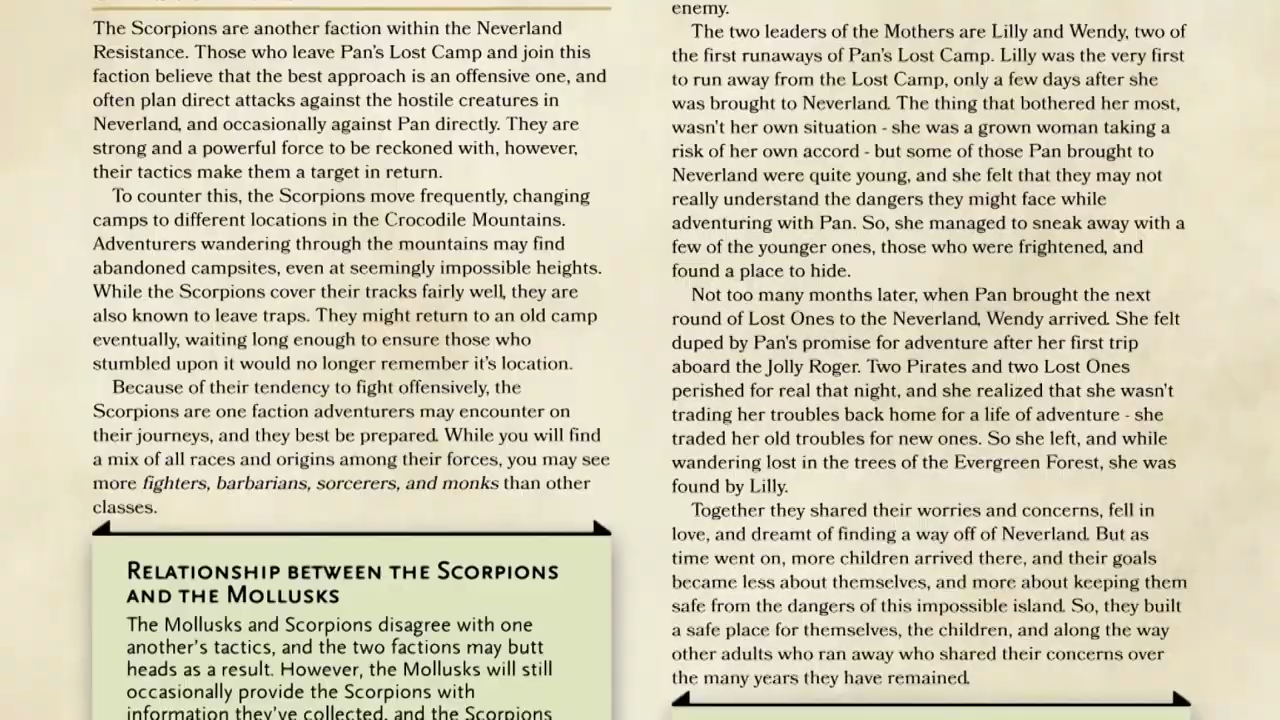 The Scorpions are another faction within the Neverland
Resistance. Those who leave Pan's Lost Camp and join this
faction believe that the best approach is an offensive one, and
often plan direct attacks against the hostile creatures in
Neverland, and occasionally against Pan directly. They are
strong and a powerful force to be reckoned with, however,
their tactics make them a target in return.
To counter this, the Scorpions move frequently, changing
camps to different locations in the Crocodile Mountains.
Adventurers wandering through the mountains may find
abandoned campsites, even at seemingly impossible heights.
While the Scorpions cover their tracks fairly well, they are
also known to leave traps. They might return to an old camp
eventually, waiting long enough to ensure those who
stumbled upon it would no longer remember it's location.
Because of their tendency to fight offensively, the
Scorpions are one faction adventurers may encounter on
their journeys, and they best be prepared. While you will find
a mix of all races and origins among their forces, you may see
more fighters, barbarians, sorcerers, and monks than other
classes.
RELATIONSHIP BETWEEN THE SCORPIONS
AND THE MOLLUSKS
The Mollusks and Scorpions disagree with one
another's tactics, and the two factions may butt
heads as a result. However, the Mollusks will still
occasionally provide the Scorpions with
information they've collected, and the Scorpions
enemy.
The two leaders of the Mothers are Lilly and Wendy, two of
the first runaways of Pan's Lost Camp. Lilly was the very first
to run away from the Lost Camp, only a few days after she
was brought to Neverland. The thing that bothered her most,
wasn't her own situation - she was a grown woman taking a
risk of her own accord - but some of those Pan brought to
Neverland were quite young, and she felt that they may not
really understand the dangers they might face while
adventuring with Pan. So, she managed to sneak away with a
few of the younger ones, those who were frightened, and
found a place to hide.
Not too many months later, when Pan brought the next
round of Lost Ones to the Neverland, Wendy arrived. She felt
duped by Pan's promise for adventure after her first trip
aboard the Jolly Roger. Two Pirates and two Lost Ones
perished for real that night, and she realized that she wasn't
trading her troubles back home for a life of adventure - she
traded her old troubles for new ones. So she left, and while
wandering lost in the trees of the Evergreen Forest, she was
found by Lilly.
Together they shared their worries and concerns, fell in
love, and dreamt of finding a way off of Neverland. But as
time went on, more children arrived there, and their goals
became less about themselves, and more about keeping them
safe from the dangers of this impossible island. So, they built
a safe place for themselves, the children, and along the way
other adults who ran away who shared their concerns over
the many years they have remained.